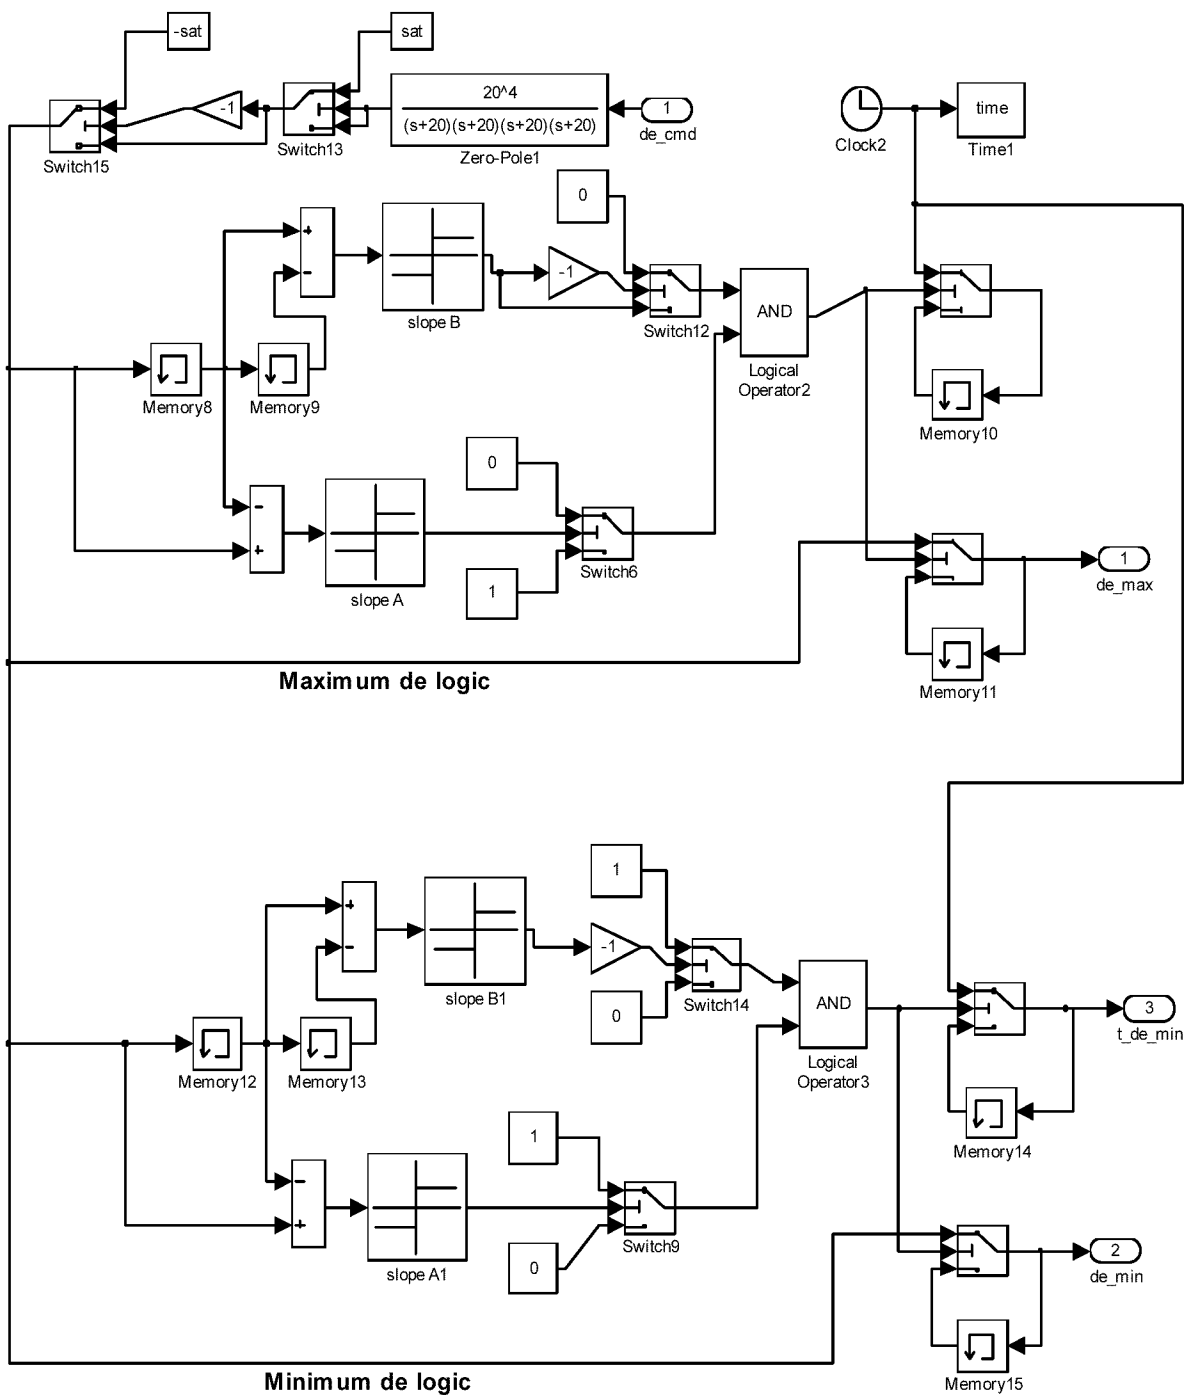 -sat
sat
-1
Switch15
Switch13
20^4
(s+20)(s+20)(s+20)(s+20)
Zero-Pole1
1
de_cmd
Clock2
time
Time1
0
+
-
slope B
-1
Switch12
AND
Logical
Operator2
Memory8
Memory9
Memory10
0
-
+
slope A
1
Switch6
1
de_max
Memory11
Maximum de logic
1
+
-
slope B1
-1
0
Switch14
AND
Logical
Operator3
3
t_de_min
Memory12
Memory13
Memory14
1
-
+
slope A1
0
Switch9
2
de_min
Memory15
Minimum de logic